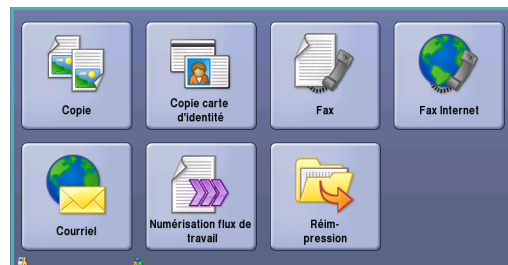 Copie
Copie carte
d'identité
Fax
Fax Internet
Courriel
Numérisation flux de
travail
Réim-
pression